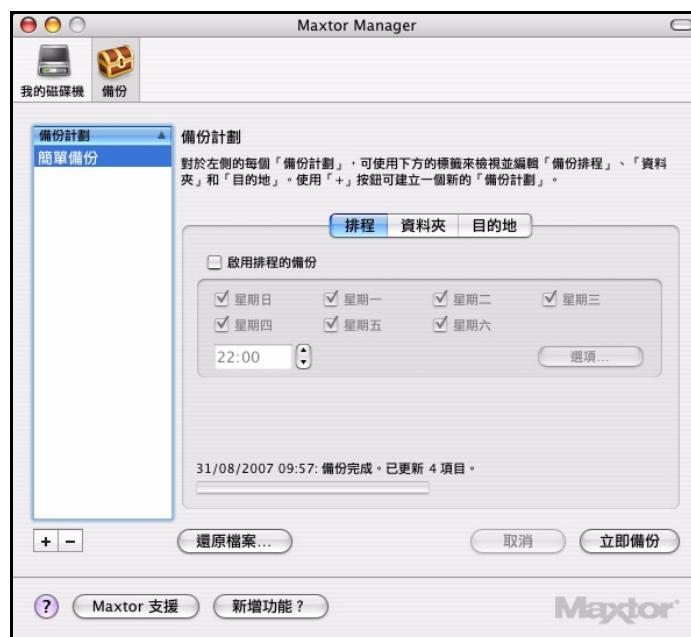 Maxtor Manager
我的磁碟機
備份
備份計劃
簡單備份
備份計劃
對於左側的每個「備份計劃」，可使用下方的標籤來檢視並編輯「備份排程」、「資料
夾」和「目的地」。使用「+」按鈕可建立一個新的「備份計劃」。
排程 資料夾 目的地
啟用排程的備份
星期日 星期一 星期二 星期三
星期四 星期五 星期六
22:00
選項...
31/08/2007 09:57: 備份完成。已更新 4 項目。
+ −
還原檔案...
取消
立即備份
?
Maxtor 支援
新增功能？
Maxtor